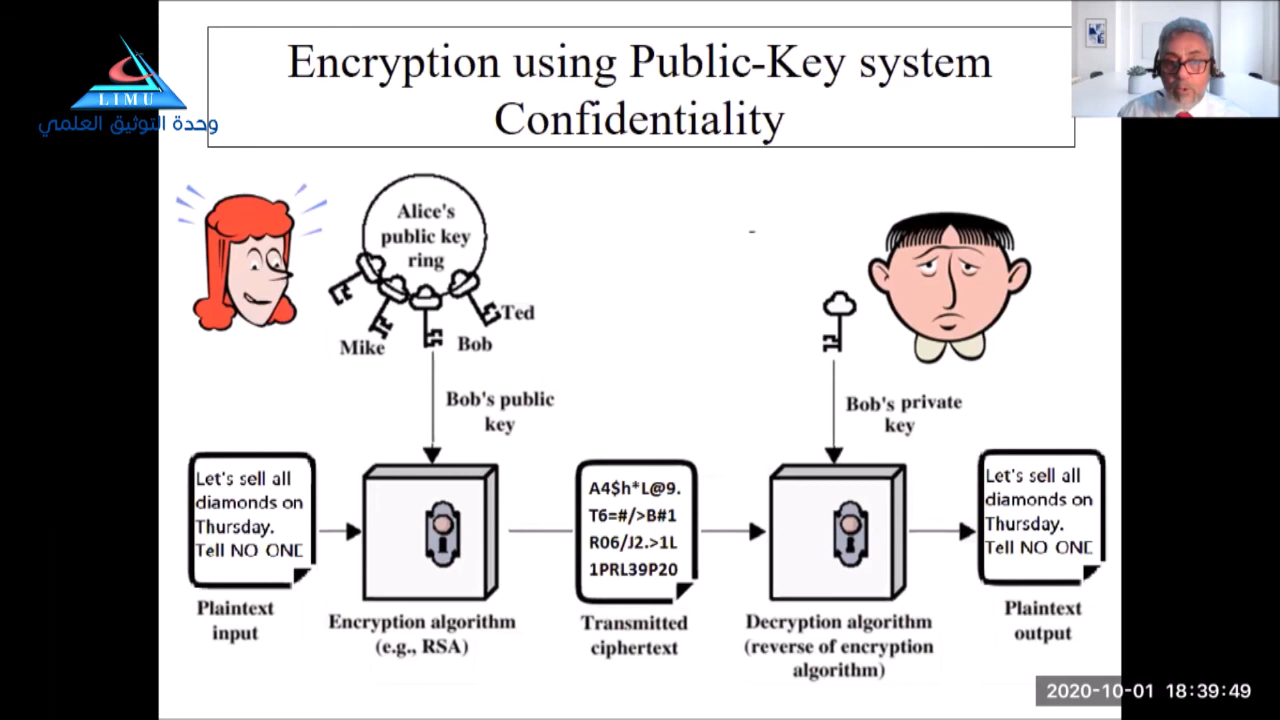 LIMU
وحدة التوثيق العلمي
Encryption using Public-Key system
Confidentiality
Alice's
public key
ring
Ted
Mike
Bob
Bob's public
key
Bob's private
key
Let's sell all
diamonds on
Thursday.
Tell NO ONE
A4$h*L@9.
T6=#/>B#1
R06/J2.>1L
1PRL39P20
Let's sell all
diamonds on
Thursday.
Tell NO ONE
Plaintext
input
Encryption algorithm
(e.g., RSA)
Transmitted
ciphertext
Decryption algorithm
(reverse of encryption
algorithm)
Plaintext
output
2020-10-01 18:39:49